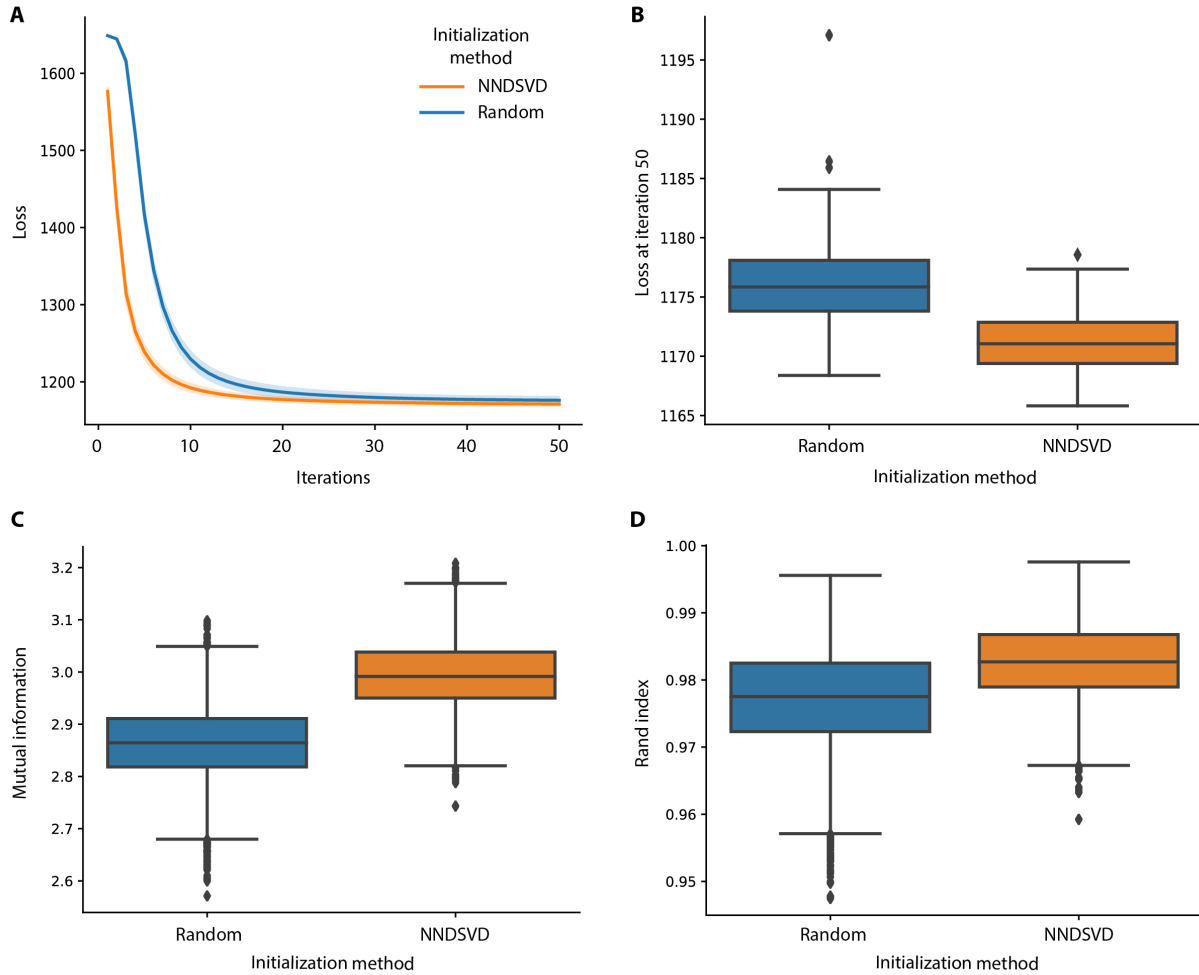 A
Initialization
method
NNDSVD
Random
Loss
1600
1500
1400
1300
1200
0 10 20 30 40 50
Iterations
B
Loss at iteration 50
1195
1190
1185
1180
1175
1170
1165
Random NNDSVD
Initialization method
C
Mutual information
3.2
3.1
3.0
2.9
2.8
2.7
2.6
Random NNDSVD
Initialization method
D
Rand index
1.00
0.99
0.98
0.97
0.96
0.95
Random NNDSVD
Initialization method